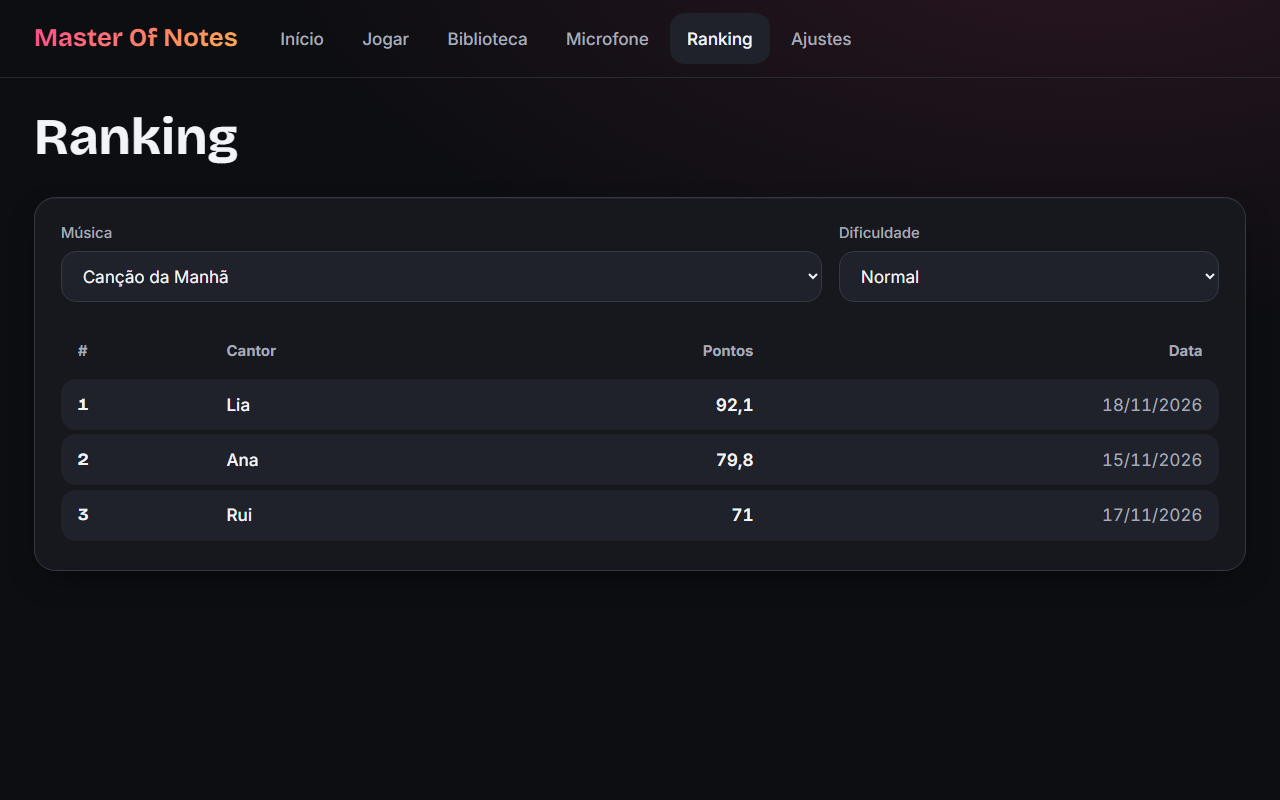 Master Of Notes Início Jogar Biblioteca Microfone Ranking Ajustes
Ranking
Música Dificuldade
Canção da Manhã Normal
# Cantor Pontos Data
1 Lia 92,1 18/11/2026
2 Ana 79,8 15/11/2026
3 Rui 71 17/11/2026